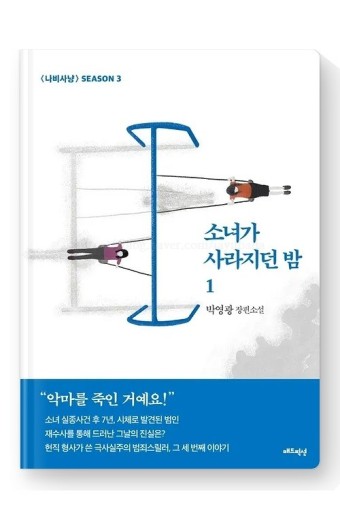 〈나비사냥〉 SEASON 3
소녀가
사라지던 밤
1
박영광 장편소설
“악마를 죽인 거예요!”
소녀 실종사건 후 7년, 시체로 발견된 범인
재수사를 통해 드러난 그날의 진실은?
현직 형사가 쓴 극사실주의 범죄스릴러, 그 세 번째 이야기
매드픽션